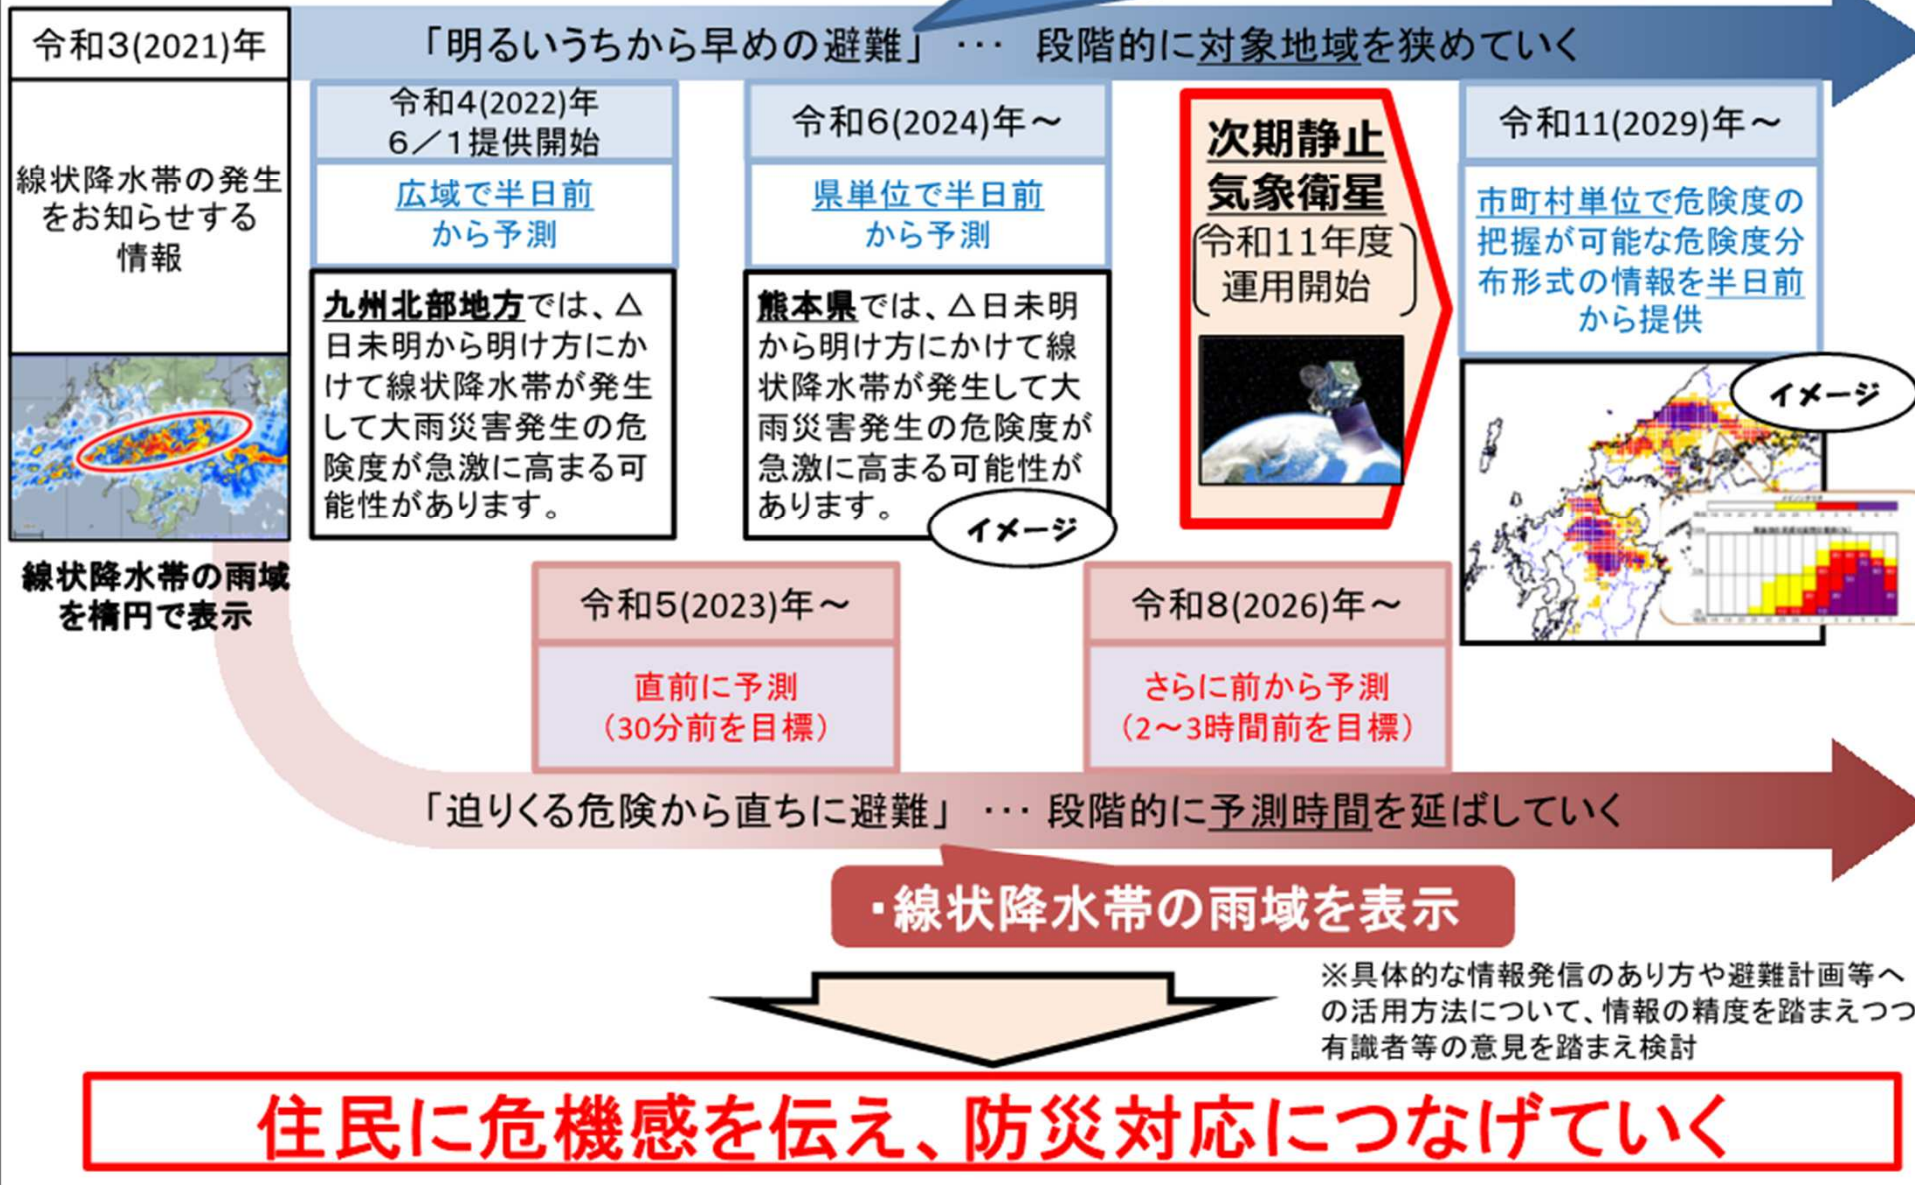 令和3(2021)年
「明るいうちから早めの避難」 ･･･ 段階的に対象地域を狭めていく
線状降水帯の発生
をお知らせする
情報
線状降水帯の雨域
を楕円で表示
令和4(2022)年
6／1提供開始
広域で半日前
から予測
九州北部地方では、△
日未明から明け方にか
けて線状降水帯が発生
して大雨災害発生の危
険度が急激に高まる可
能性があります。
令和6(2024)年～
県単位で半日前
から予測
熊本県では、△日未明
から明け方にかけて線
状降水帯が発生して大
雨災害発生の危険度が
急激に高まる可能性が
あります。
イメージ
次期静止
気象衛星
(令和11年度
運用開始)
令和11(2029)年～
市町村単位で危険度の
把握が可能な危険度分
布形式の情報を半日前
から提供
イメージ
令和5(2023)年～
直前に予測
（30分前を目標）
令和8(2026)年～
さらに前から予測
（2～3時間前を目標）
「迫りくる危険から直ちに避難」 ･･･ 段階的に予測時間を延ばしていく
・線状降水帯の雨域を表示
※具体的な情報発信のあり方や避難計画等へ
の活用方法について、情報の精度を踏まえつつ
有識者等の意見を踏まえ検討
住民に危機感を伝え、防災対応につなげていく